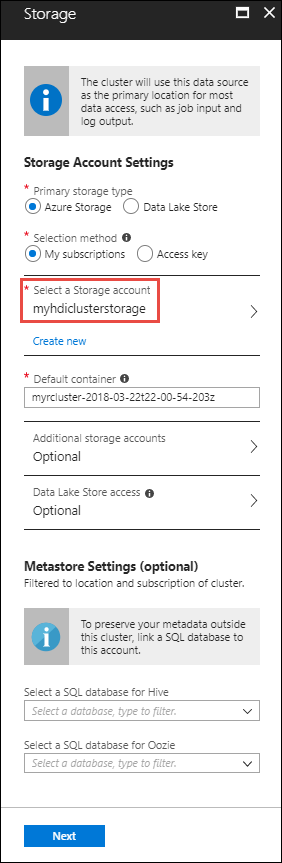 Storage
The cluster will use this data source
as the primary location for most
data access, such as job input and
log output.
Storage Account Settings
* Primary storage type
Azure Storage Data Lake Store
* Selection method
My subscriptions Access key
* Select a Storage account
myhdiclusterstorage
Create new
* Default container
myrcluster-2018-03-22t22-00-54-203z
Additional storage accounts
Optional
Data Lake Store access
Optional
Metastore Settings (optional)
Filtered to location and subscription of cluster.
To preserve your metadata outside
this cluster, link a SQL database to
this account.
Select a SQL database for Hive
Select a database, type to filter.
Select a SQL database for Oozie
Select a database, type to filter.
Next